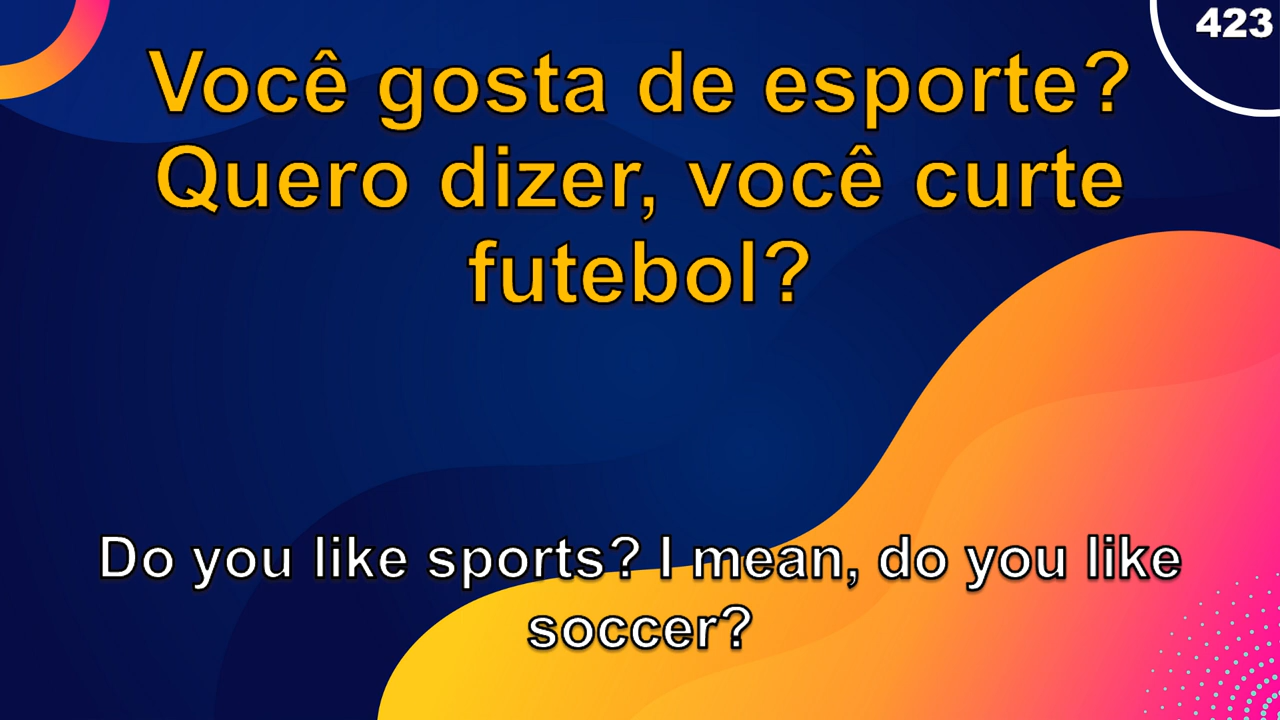 423
Você gosta de esporte?
Quero dizer, você curte
futebol?
Do you like sports? I mean, do you like
soccer?